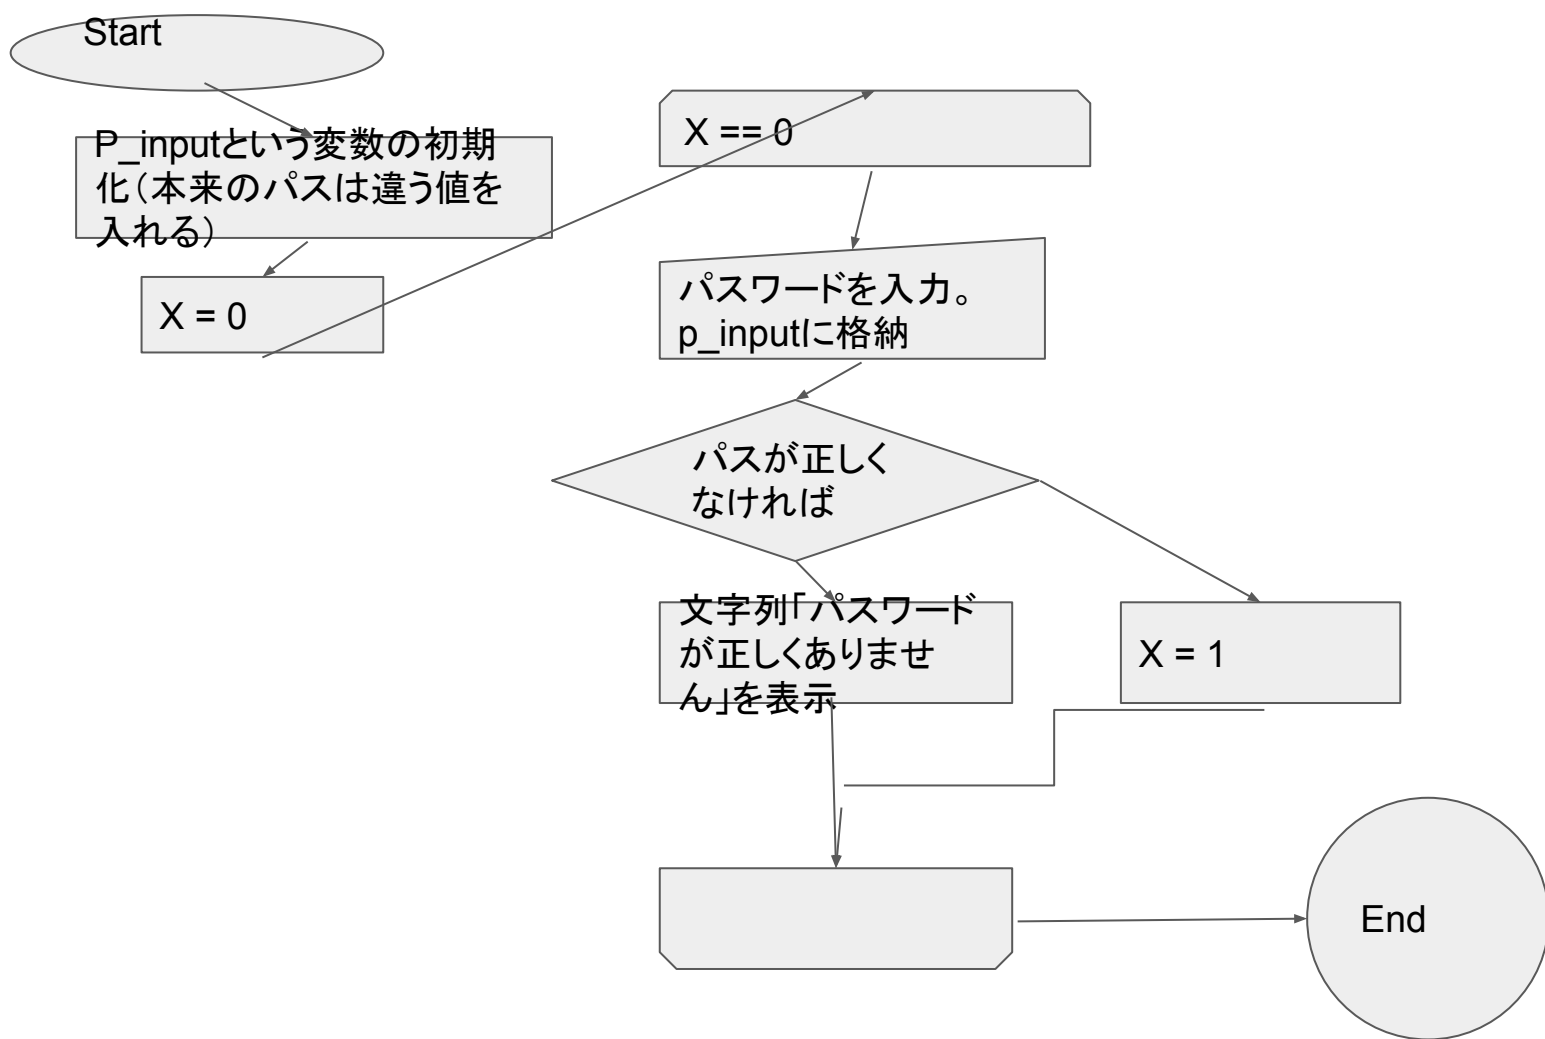 Start
P_inputという変数の初期
化（本来のパスは違う値を
入れる）
X = 0
X == 0
パスワードを入力。
p_inputに格納
パスが正しく
なければ
文字列「パスワード
が正しくありませ
ん」を表示
X = 1
End